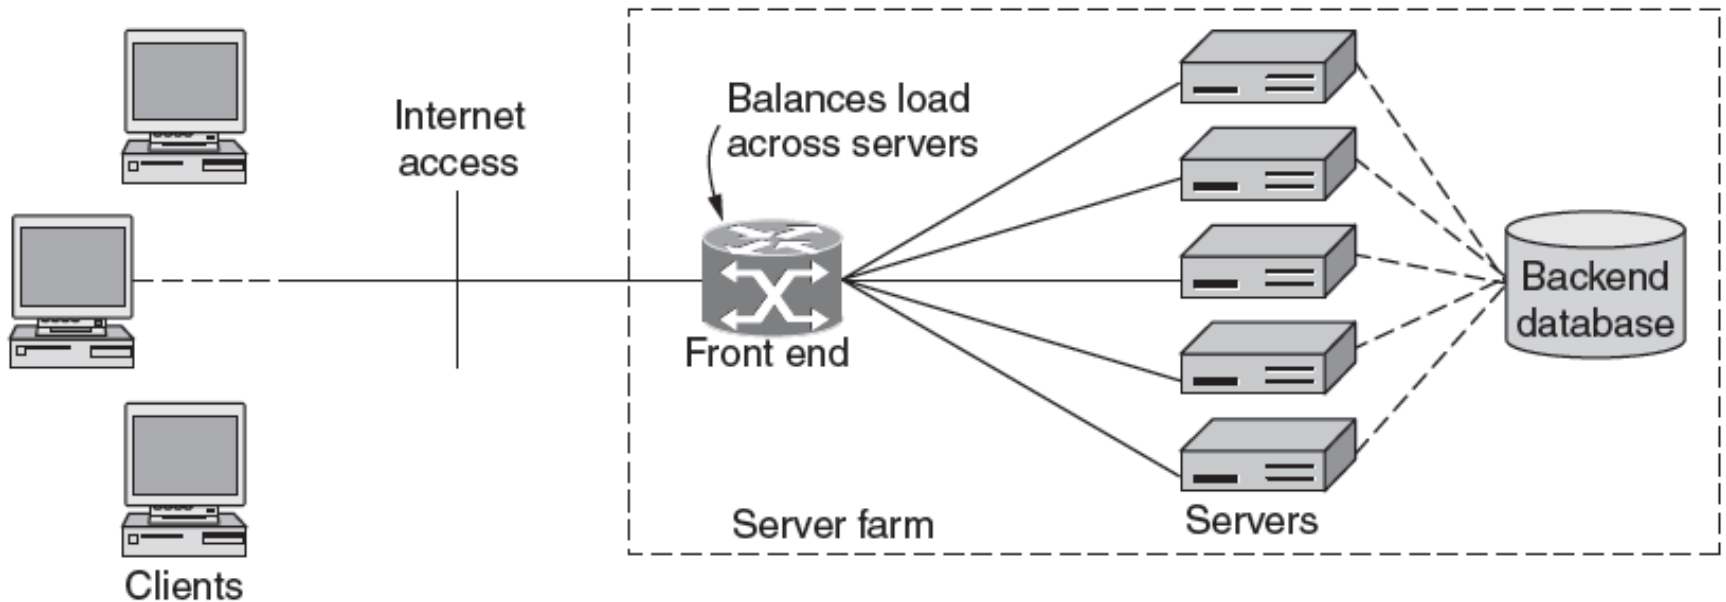 Internet
access
Balances load
across servers
Front end
Backend
database
Server farm
Servers
Clients